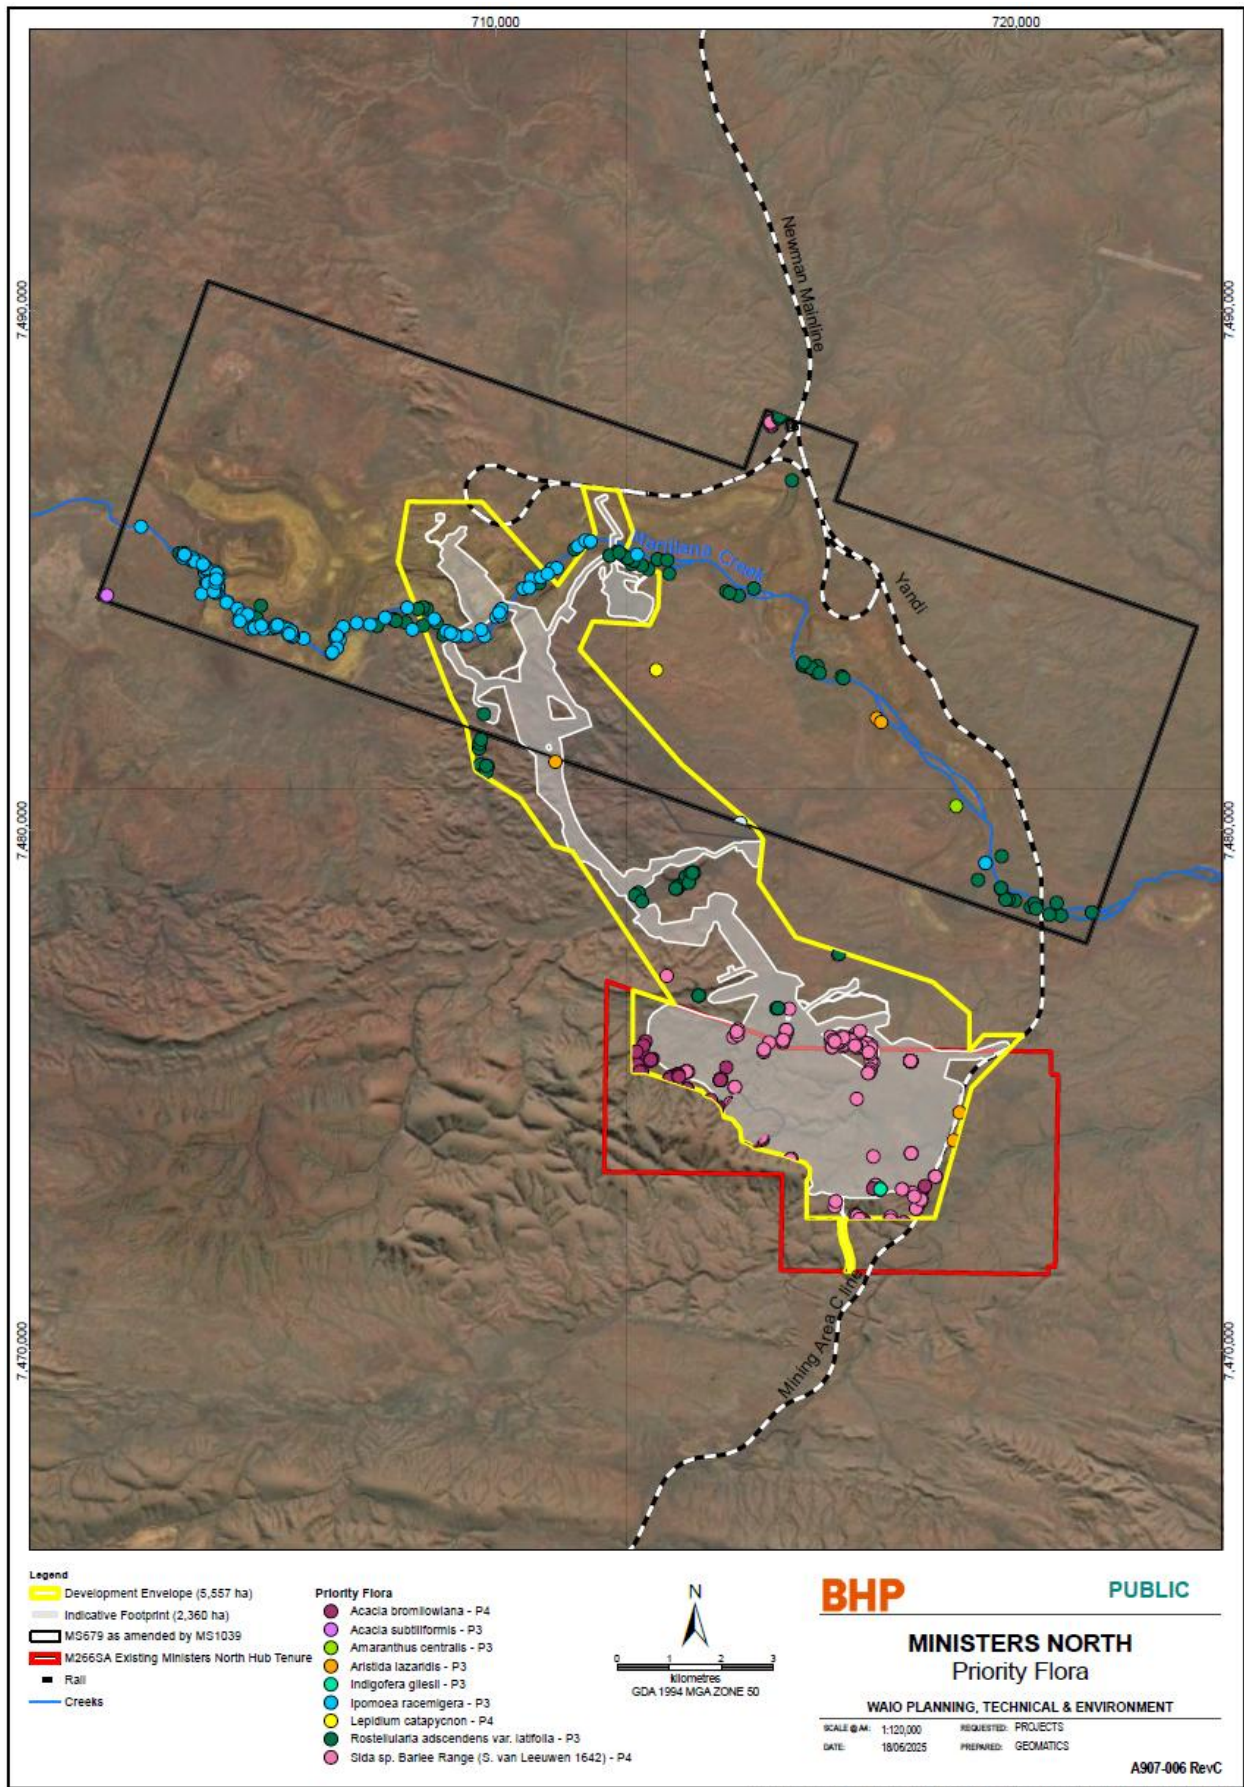 710,000 720,000
7,490,000 7,490,000
Newman Mainline
Marillana Creek
Yandi
7,480,000 7,480,000
7,470,000 7,470,000
Mining Area C line
Legend
Development Envelope (5,557 ha)
Indicative Footprint (2,360 ha)
MS679 as amended by MS1039
M266SA Existing Ministers North Hub Tenure
Rail
Creeks
Priority Flora
Acacia bromilowiana - P4
Acacia subtiliformis - P3
Amaranthus centralis - P3
Aristida lazaridis - P3
Indigofera gilesii - P3
Ipomoea racemigera - P3
Lepidium catapycnon - P4
Rostellularia adscendens var. latifolia - P3
Sida sp. Barlee Range (S. van Leeuwen 1642) - P4
N
0 1 2 3
kilometres
GDA 1994 MGA ZONE 50
BHP
PUBLIC
MINISTERS NORTH
Priority Flora
WAIO PLANNING, TECHNICAL & ENVIRONMENT
SCALE @ A4: 1:120,000 REQUESTED: PROJECTS
DATE: 18/06/2025 PREPARED: GEOMATICS
A907-006 RevC